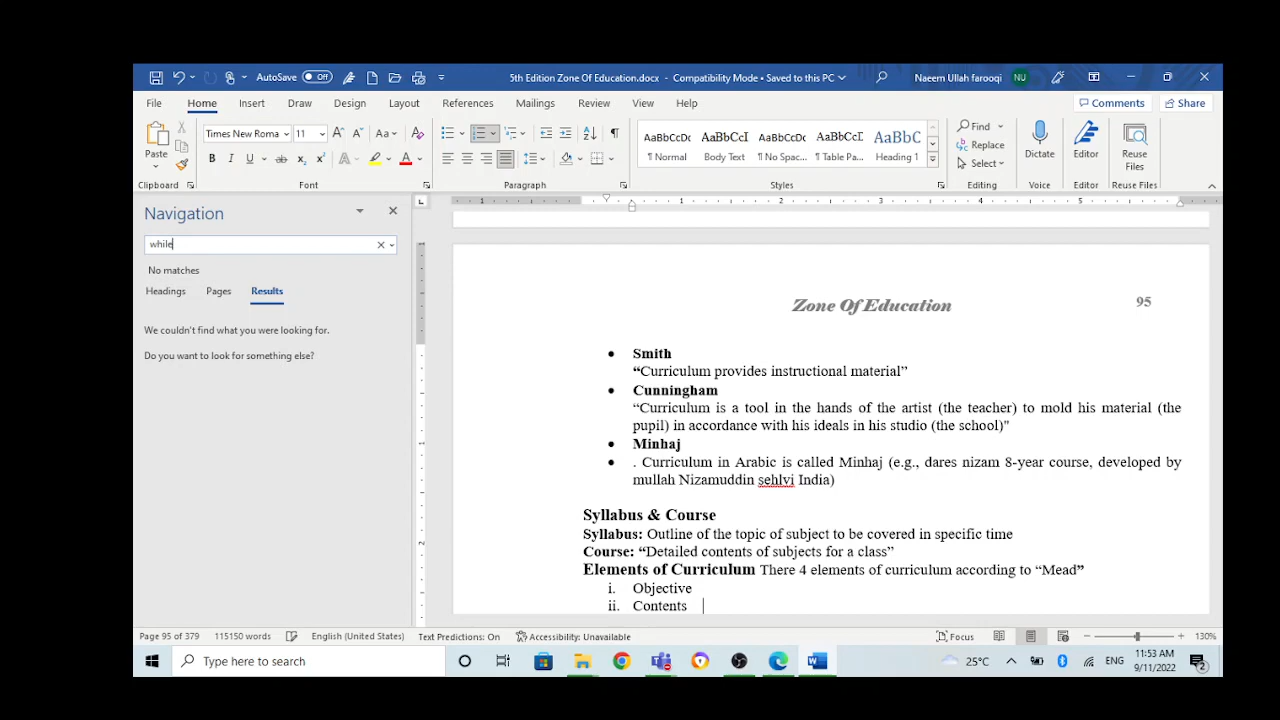 AutoSave Off
5th Edition Zone Of Education.docx - Compatibility Mode • Saved to this PC
Naeem Ullah farooqi NU
File Home Insert Draw Design Layout References Mailings Review View Help Comments Share
Times New Roma 11
Paste
Clipboard Font Paragraph
AaBbCcDc AaBbCcI AaBbCcDc AaBbCcDc AaBbC
¶ Normal Body Text ¶ No Spac... ¶ Table Pa... Heading 1
Styles
Find
Replace
Select
Editing
Dictate
Voice
Editor
Editor
Reuse Files
Reuse Files
Navigation
while
No matches
Headings Pages Results
We couldn't find what you were looking for.
Do you want to look for something else?
1 1 2 3 4 5
Zone Of Education 95
• Smith
“Curriculum provides instructional material”
• Cunningham
“Curriculum is a tool in the hands of the artist (the teacher) to mold his material (the
pupil) in accordance with his ideals in his studio (the school)"
• Minhaj
• . Curriculum in Arabic is called Minhaj (e.g., dares nizam 8-year course, developed by
mullah Nizamuddin sehlvi India)
Syllabus & Course
Syllabus: Outline of the topic of subject to be covered in specific time
Course: “Detailed contents of subjects for a class”
Elements of Curriculum There 4 elements of curriculum according to “Mead”
i. Objective
ii. Contents
Page 95 of 379 115150 words English (United States) Text Predictions: On Accessibility: Unavailable Focus 130%
Type here to search
25°C ENG
11:53 AM
9/11/2022
2